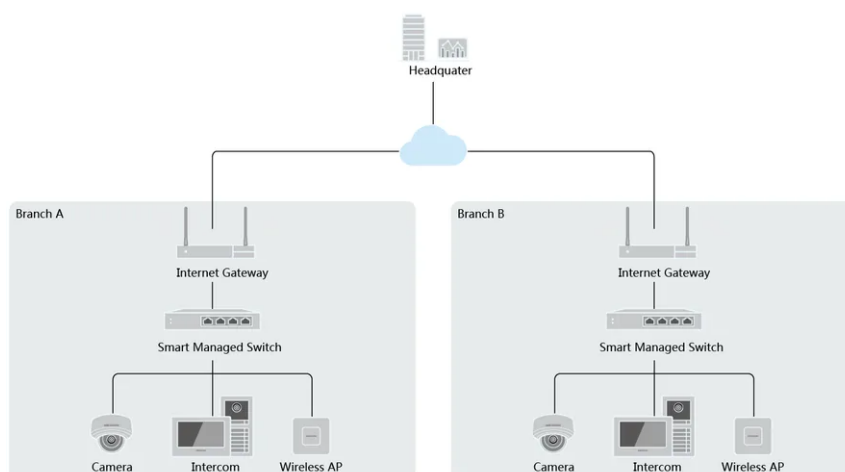 Headquater
Branch A
Branch B
Internet Gateway
Internet Gateway
Smart Managed Switch
Smart Managed Switch
Camera
Intercom
Wireless AP
Camera
Intercom
Wireless AP